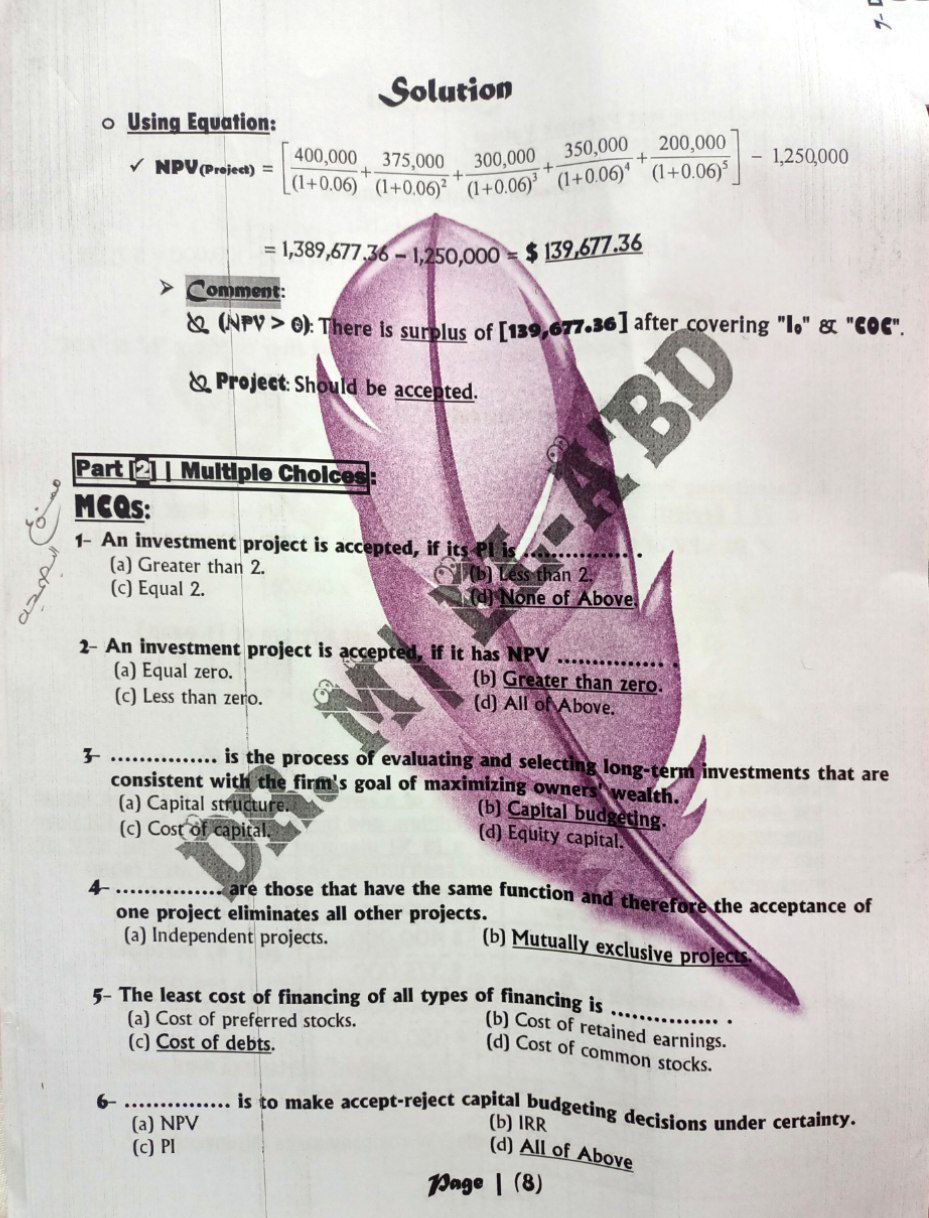 Solution
o Using Equation:
✓ NPV(Project) = [400,000/(1+0.06) + 375,000/(1+0.06)² + 300,000/(1+0.06)³ + 350,000/(1+0.06)⁴ + 200,000/(1+0.06)⁵] − 1,250,000
= 1,389,677.36 − 1,250,000 = $ 139,677.36
➤ Comment:
(NPV > 0): There is surplus of [139,677.36] after covering "I₀" & "COC".
Project: Should be accepted.
Part [2] | Multiple Choices:
MCQs:
1- An investment project is accepted, if its PI is ................ .
(a) Greater than 2. (b) Less than 2.
(c) Equal 2. (d) None of Above.
2- An investment project is accepted, if it has NPV ............... .
(a) Equal zero. (b) Greater than zero.
(c) Less than zero. (d) All of Above.
3- ............... is the process of evaluating and selecting long-term investments that are
consistent with the firm's goal of maximizing owners' wealth.
(a) Capital structure. (b) Capital budgeting.
(c) Cost of capital. (d) Equity capital.
4- ............... are those that have the same function and therefore the acceptance of
one project eliminates all other projects.
(a) Independent projects. (b) Mutually exclusive projects.
5- The least cost of financing of all types of financing is ............... .
(a) Cost of preferred stocks. (b) Cost of retained earnings.
(c) Cost of debts. (d) Cost of common stocks.
6- ............... is to make accept-reject capital budgeting decisions under certainty.
(a) NPV (b) IRR
(c) PI (d) All of Above
Page | (8)
EL-A'BD